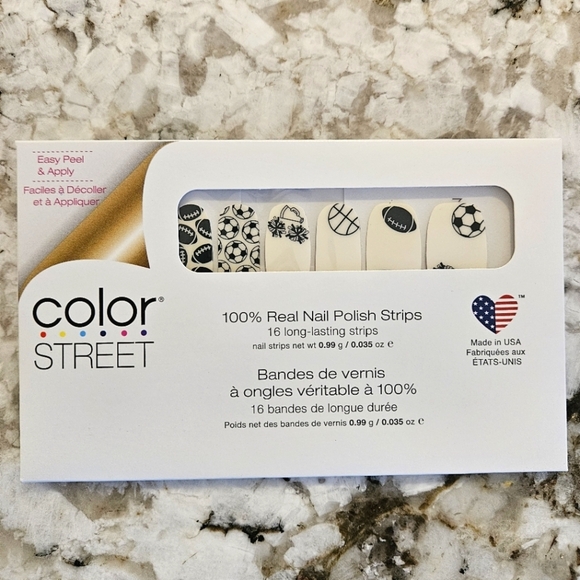 Easy Peel
& Apply
Faciles à Décoller
et à Appliquer
color®
STREET
100% Real Nail Polish Strips
16 long-lasting strips
nail strips net wt 0.99 g / 0.035 oz ℮
Bandes de vernis
à ongles véritable à 100%
16 bandes de longue durée
Poids net des bandes de vernis 0.99 g / 0.035 oz ℮
™
Made in USA
Fabriquées aux
ÉTATS-UNIS